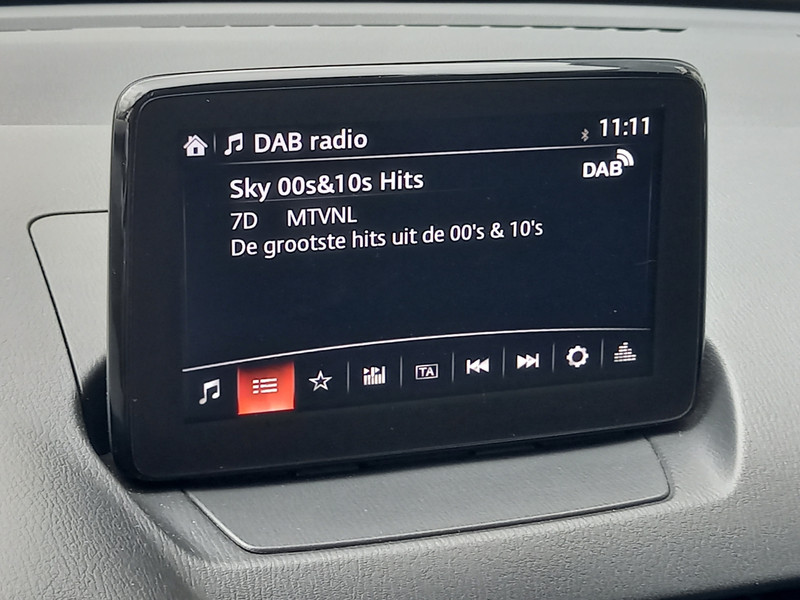 DAB radio 11:11
Sky 00s&10s Hits DAB
7D MTVNL
De grootste hits uit de 00's & 10's
TA